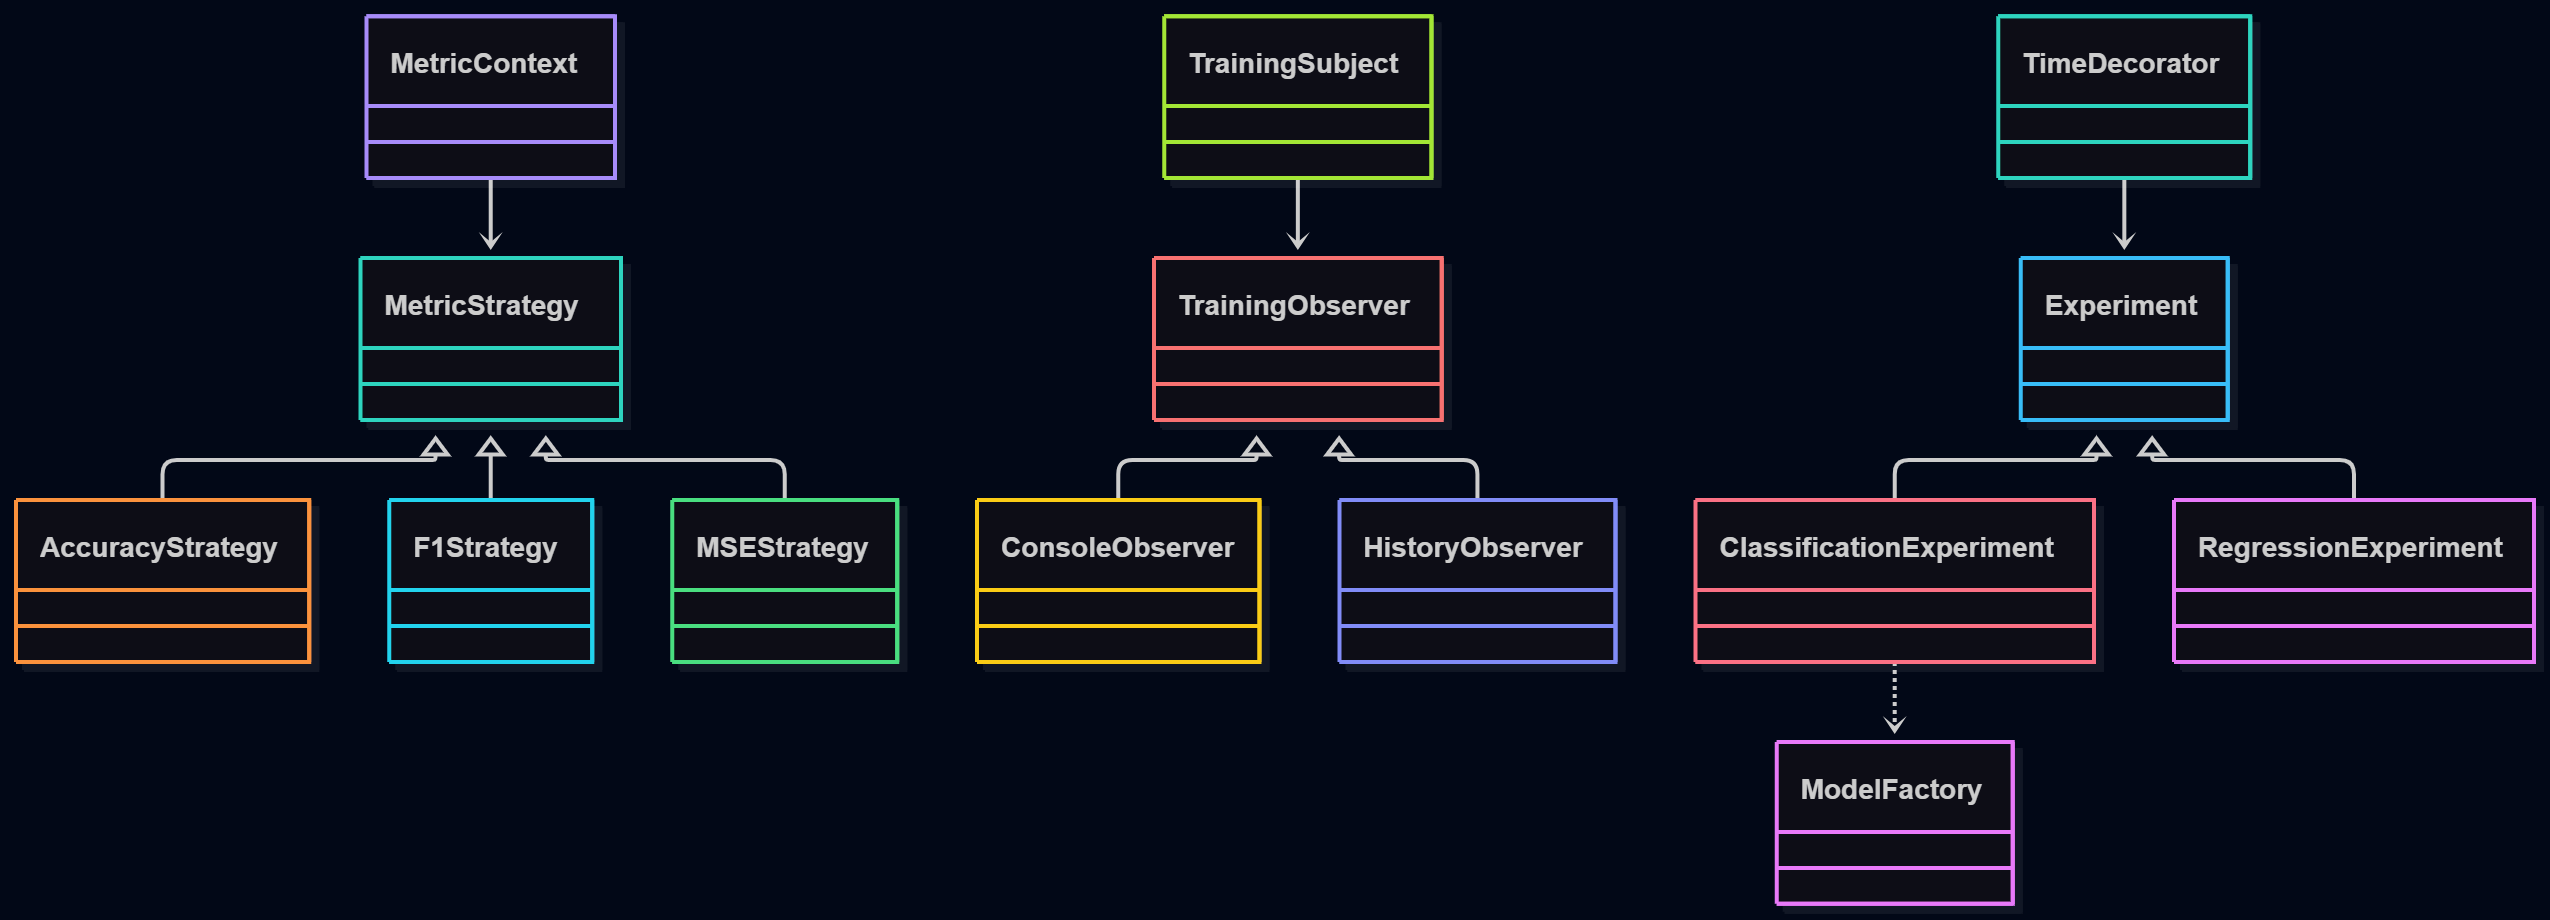 MetricContext
TrainingSubject
TimeDecorator
MetricStrategy
TrainingObserver
Experiment
AccuracyStrategy
F1Strategy
MSEStrategy
ConsoleObserver
HistoryObserver
ClassificationExperiment
RegressionExperiment
ModelFactory